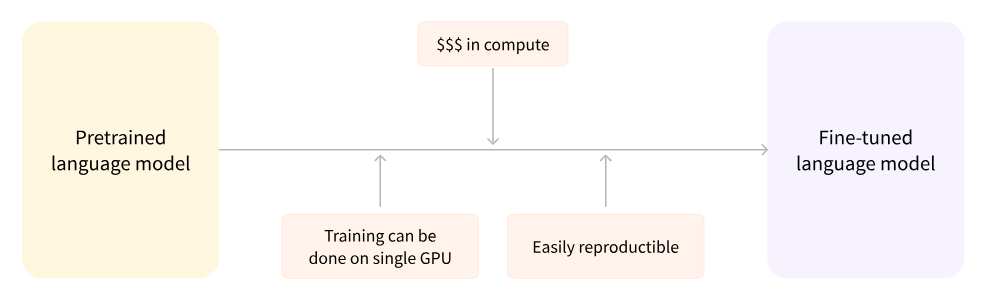 $$$ in compute
Pretrained
language model
Fine-tuned
language model
Training can be
done on single GPU
Easily reproductible